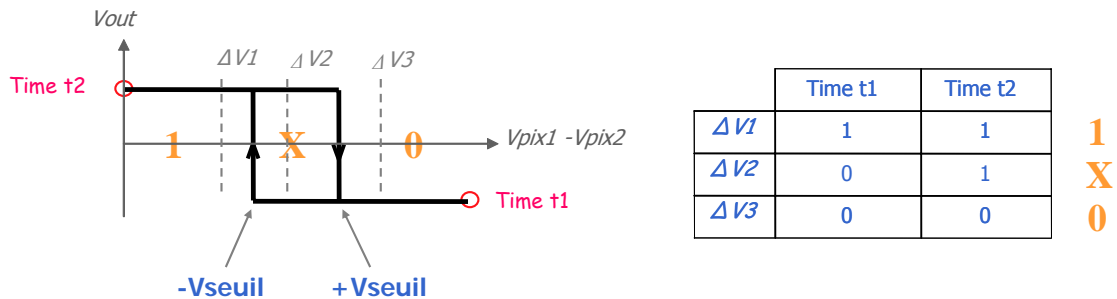 Vout
ΔV1 ΔV2 ΔV3
Time t2
1 X 0
Vpix1 -Vpix2
Time t1
-Vseuil +Vseuil
Time t1 Time t2
ΔV1 1 1 1
ΔV2 0 1 X
ΔV3 0 0 0